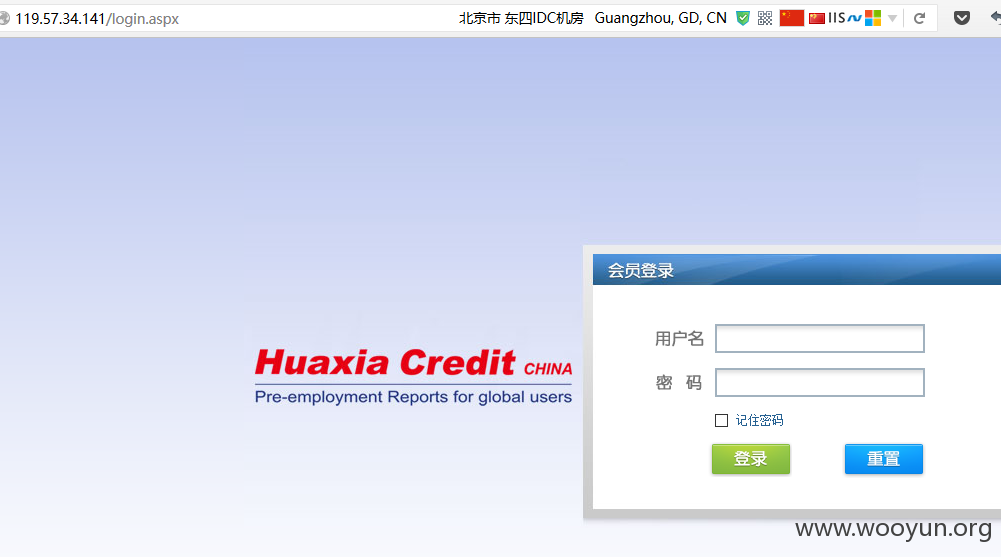 119.57.34.141/login.aspx 北京市 东四IDC机房 Guangzhou, GD, CN IIS
会员登录
用户名
Huaxia Credit CHINA
密 码
Pre-employment Reports for global users
记住密码
登录 重置
www.wooyun.org